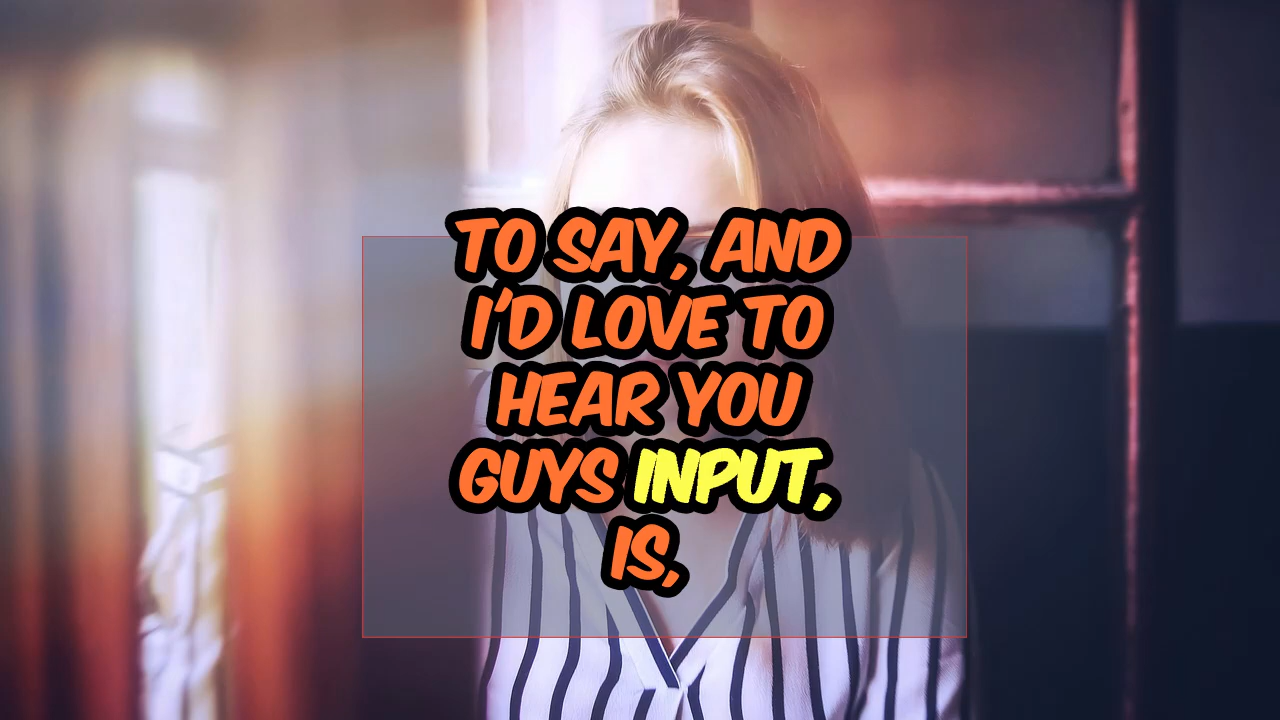 TO SAY, AND
I'D LOVE TO
HEAR YOU
GUYS INPUT,
IS,